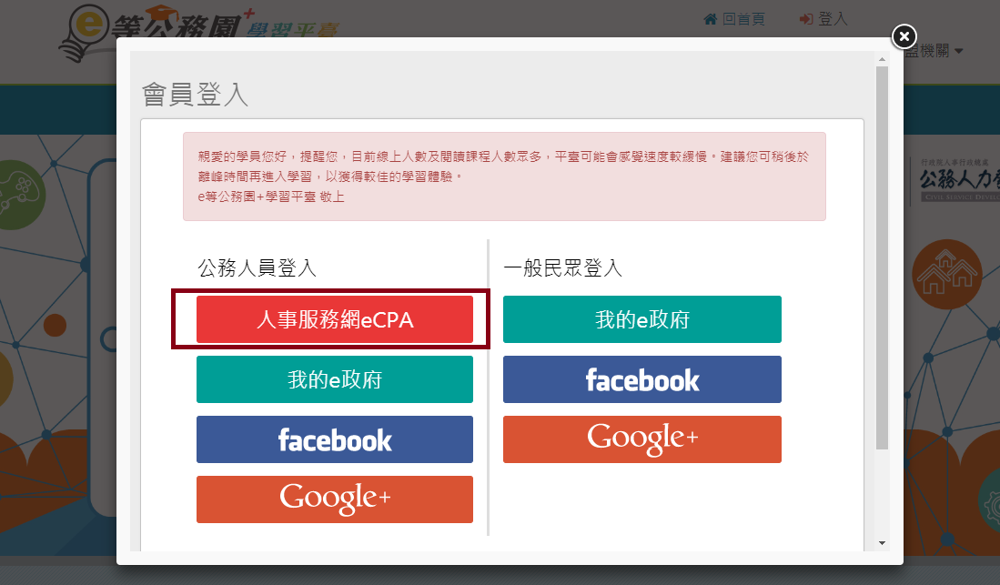 e等公務園+學習平臺
回首頁
登入
盟機關
會員登入
親愛的學員您好，提醒您，目前線上人數及閱讀課程人數眾多，平臺可能會感覺速度較緩慢。建議您可稍後於
離峰時間再進入學習，以獲得較佳的學習體驗。
e等公務園+學習平臺 敬上
行政院人事行政總處
公務人力
CIVIL SERVICE DEVELO
公務人員登入
一般民眾登入
人事服務網eCPA
我的e政府
我的e政府
facebook
facebook
Google+
Google+